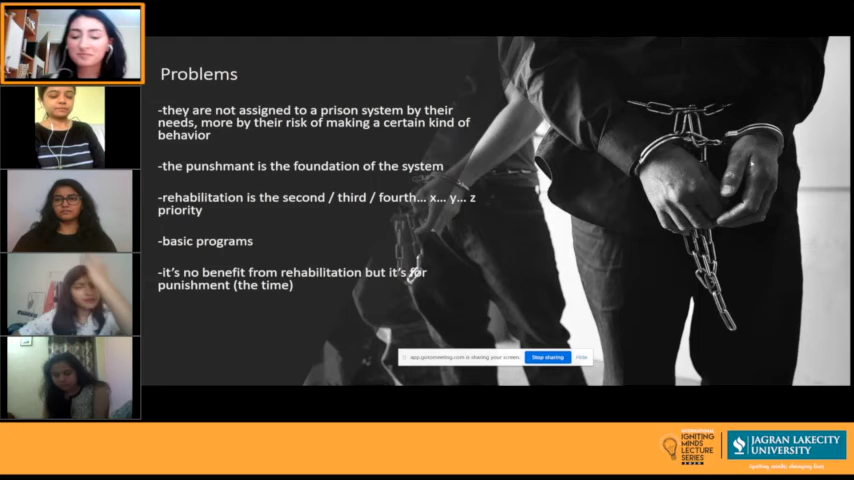 Problems
-they are not assigned to a prison system by their
needs, more by their risk of making a certain kind of
behavior
-the punshmant is the foundation of the system
-rehabilitation is the second / third / fourth... x... y... z
priority
-basic programs
-it's no benefit from rehabilitation but it's for
punishment (the time)
app.gotomeeting.com is sharing your screen.
Stop sharing
Hide
INTERNATIONAL
IGNITING
MINDS
LECTURE
SERIES
JAGRAN LAKECITY
UNIVERSITY